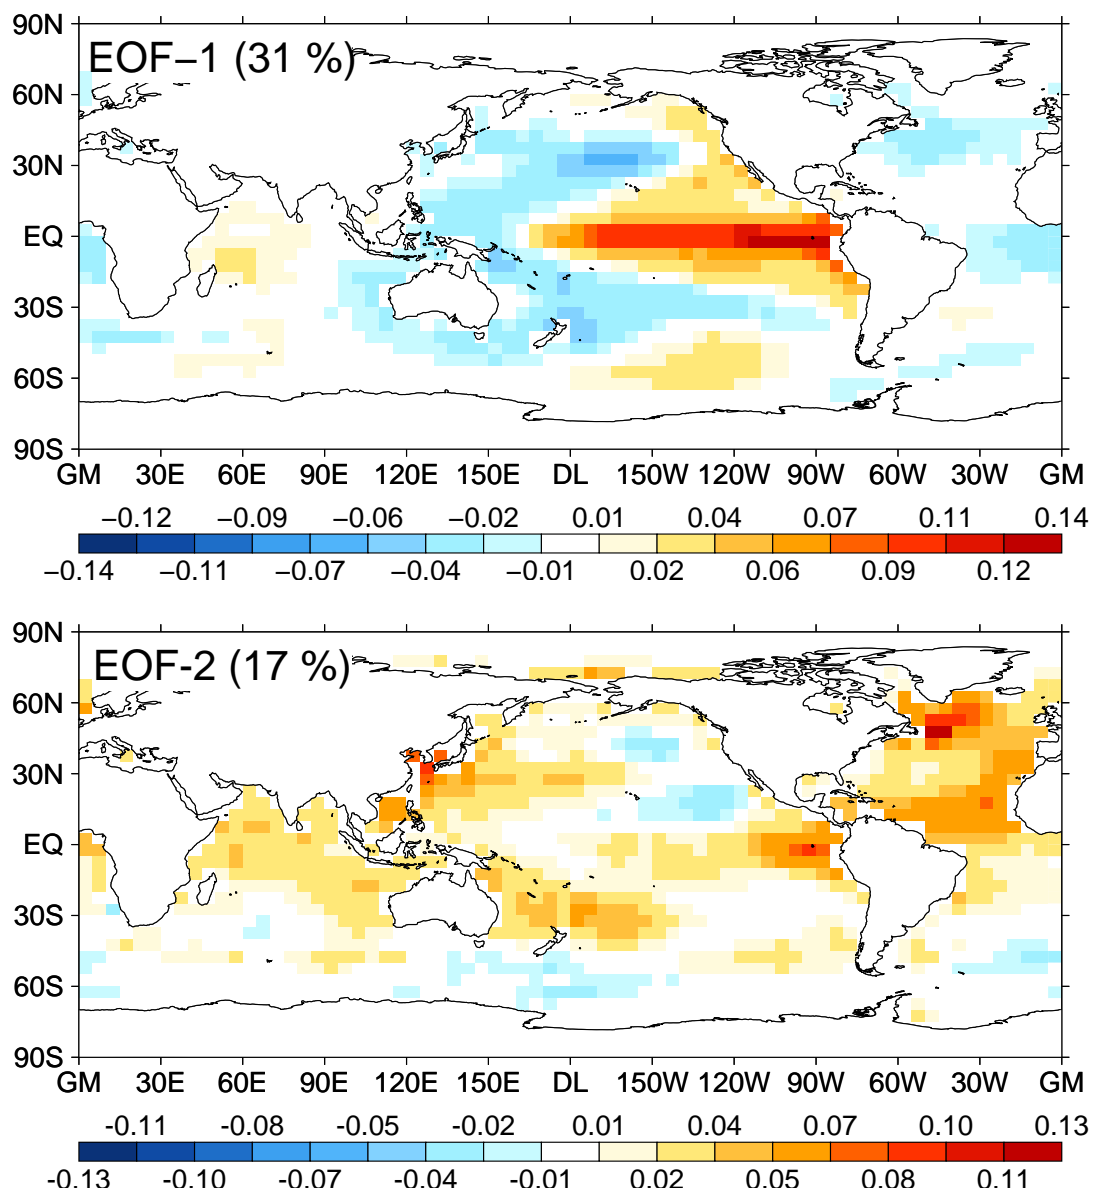 90N
EOF−1 (31 %)
60N
30N
EQ
30S
60S
90S
GM 30E 60E 90E 120E 150E DL 150W 120W 90W 60W 30W GM
−0.12 −0.09 −0.06 −0.02 0.01 0.04 0.07 0.11 0.14
−0.14 −0.11 −0.07 −0.04 −0.01 0.02 0.06 0.09 0.12
90N
EOF-2 (17 %)
60N
30N
EQ
30S
60S
90S
GM 30E 60E 90E 120E 150E DL 150W 120W 90W 60W 30W GM
-0.11 -0.08 -0.05 -0.02 0.01 0.04 0.07 0.10 0.13
-0.13 -0.10 -0.07 -0.04 -0.01 0.02 0.05 0.08 0.11